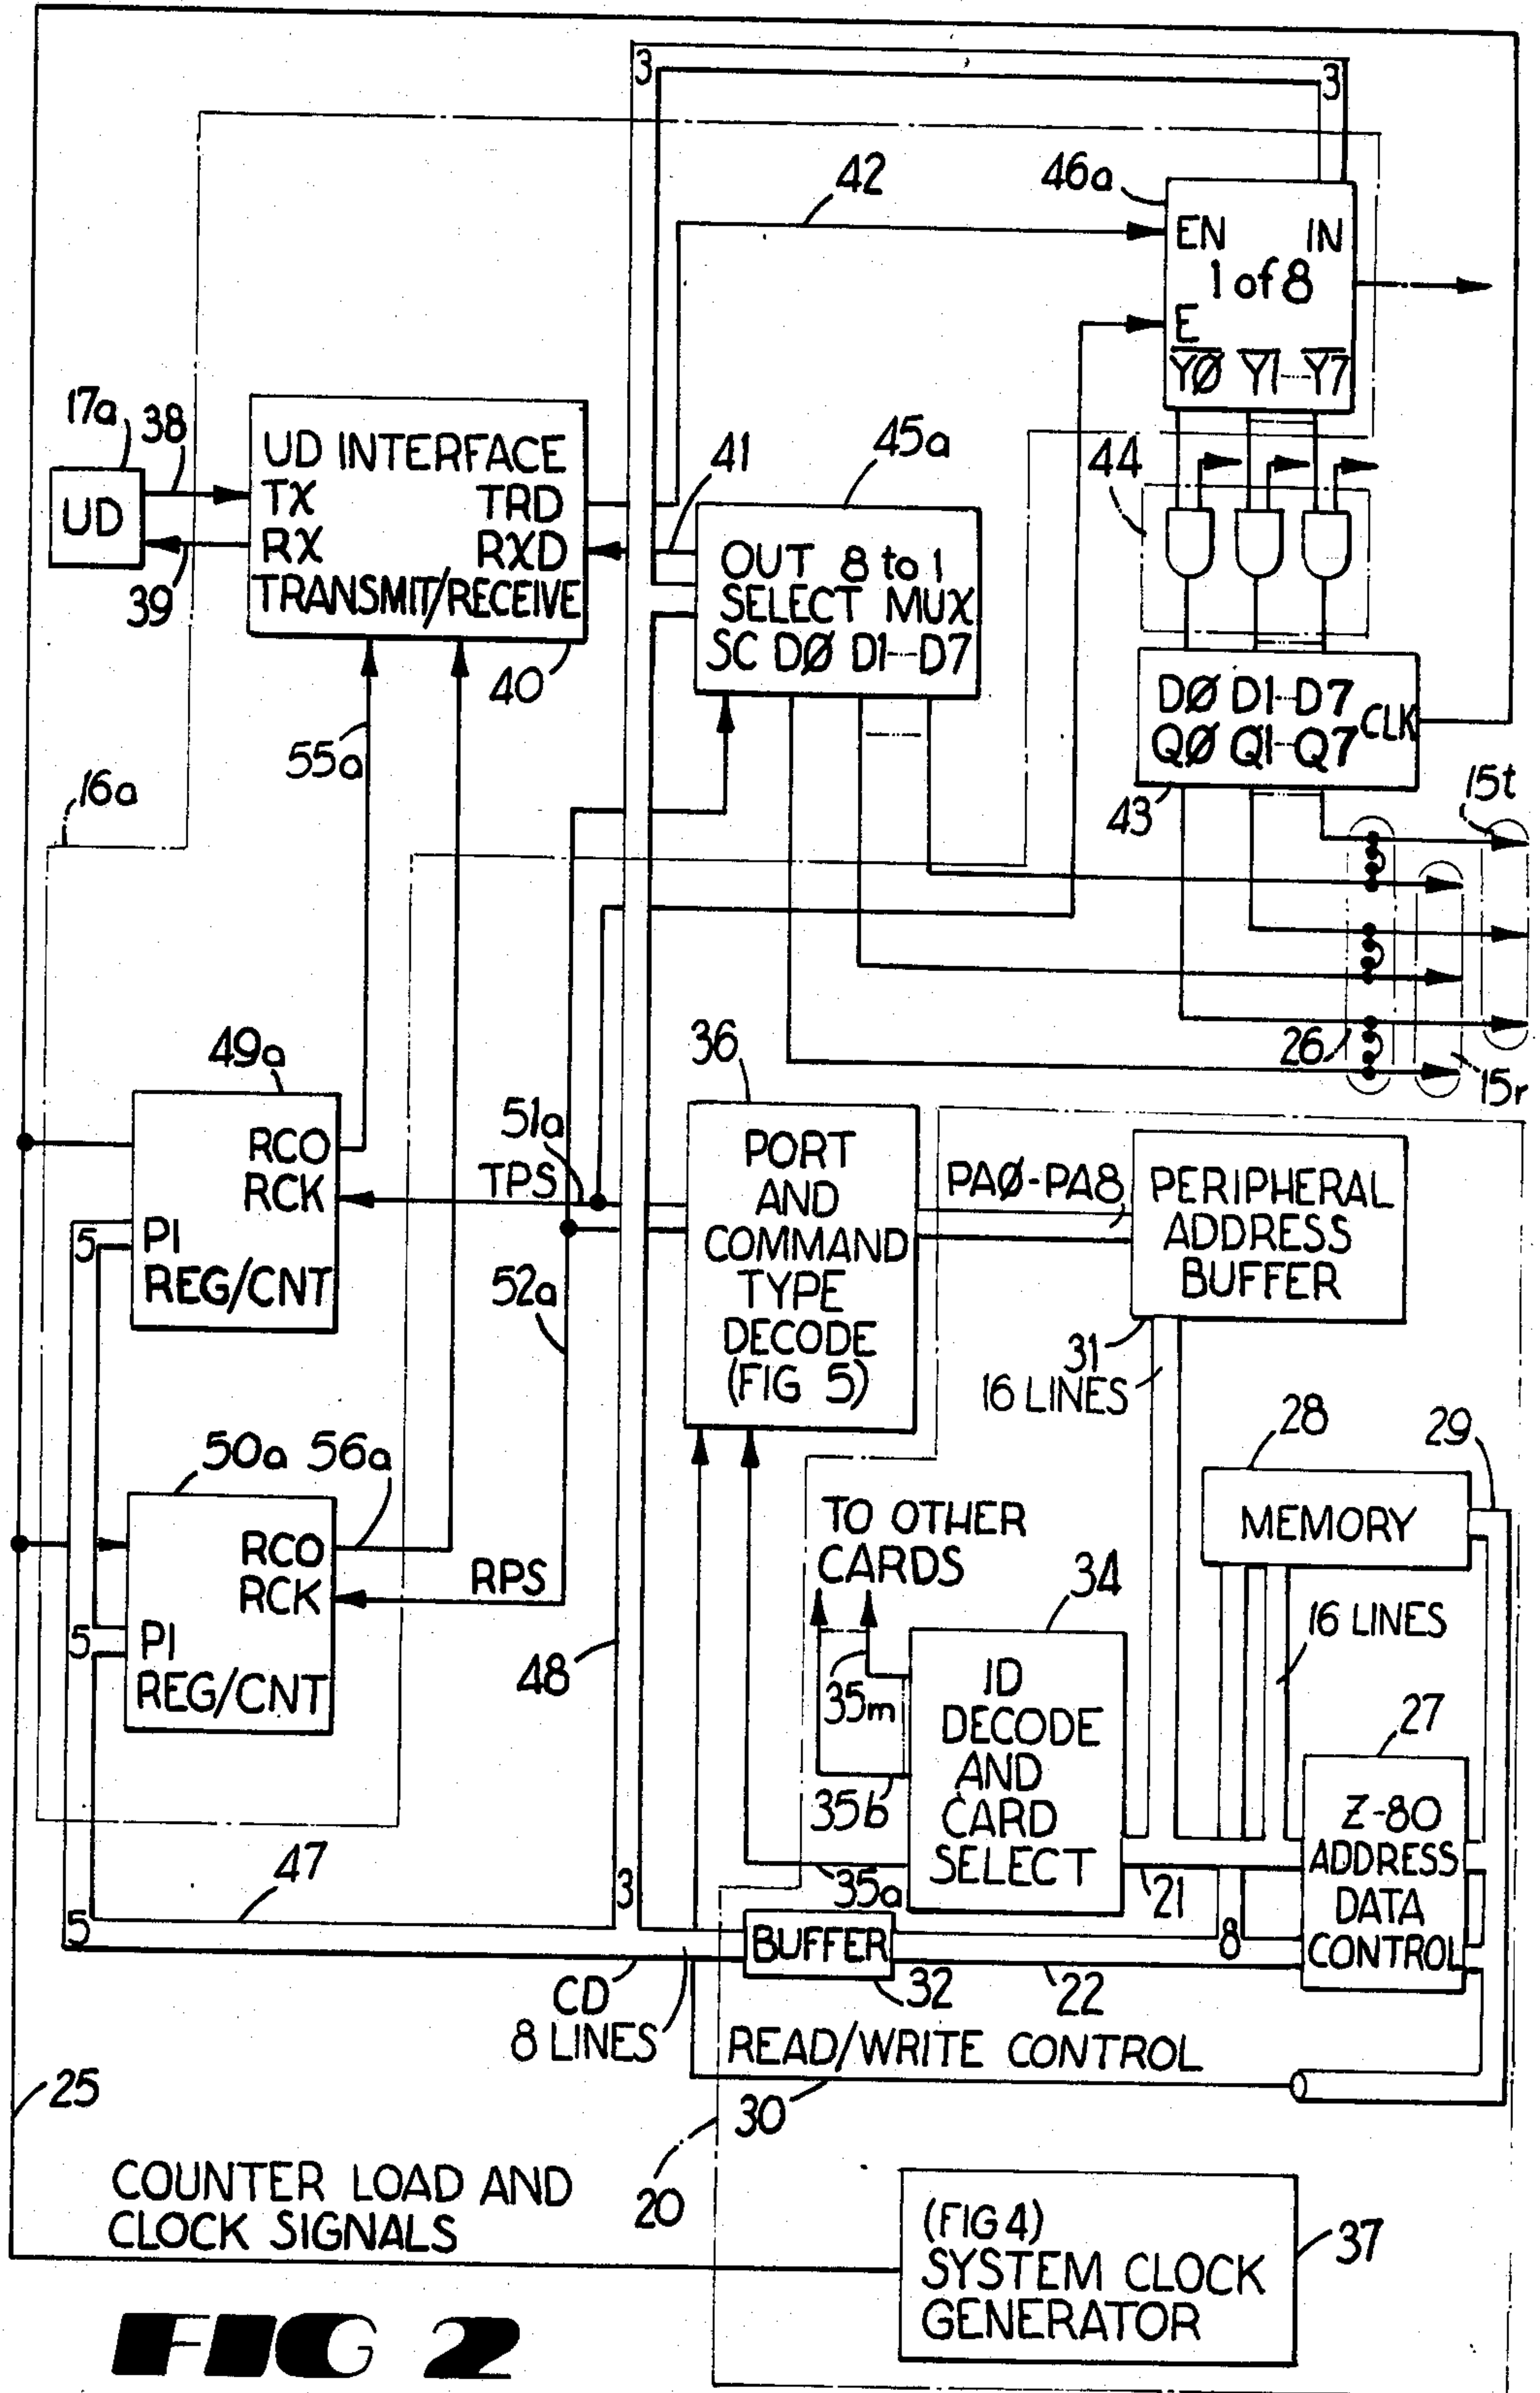 3
3
42
46a
EN IN
1 of 8
E
Y0 Y1---Y7
17a
38
UD
39
UD INTERFACE
TX TRD
RX RXD
TRANSMIT/RECEIVE
40
41
45a
OUT 8 to 1
SELECT MUX
SC DØ D1---D7
44
DØ D1--D7
QØ Q1--Q7
CLK
43
15t
55a
16a
26
15r
49a
RCO
RCK
PI
REG/CNT
5
51a
TPS
52a
36
PORT
AND
COMMAND
TYPE
DECODE
(FIG 5)
PAØ-PA8
PERIPHERAL
ADDRESS
BUFFER
31
16 LINES
28
29
MEMORY
50a
56a
RCO
RCK
PI
REG/CNT
5
RPS
48
TO OTHER
CARDS
34
35m
35b
35a
ID
DECODE
AND
CARD
SELECT
16 LINES
27
Z-80
ADDRESS
DATA
CONTROL
21
47
3
5
8
BUFFER
32
22
CD
8 LINES
READ/WRITE CONTROL
30
25
20
COUNTER LOAD AND
CLOCK SIGNALS
(FIG 4)
SYSTEM CLOCK
GENERATOR
37
FIG 2